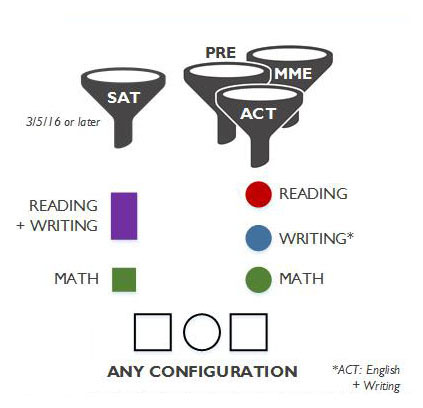 PRE
MME
SAT
ACT
3/5/16 or later
READING
+ WRITING
READING
WRITING*
MATH
MATH
ANY CONFIGURATION
*ACT: English
+ Writing